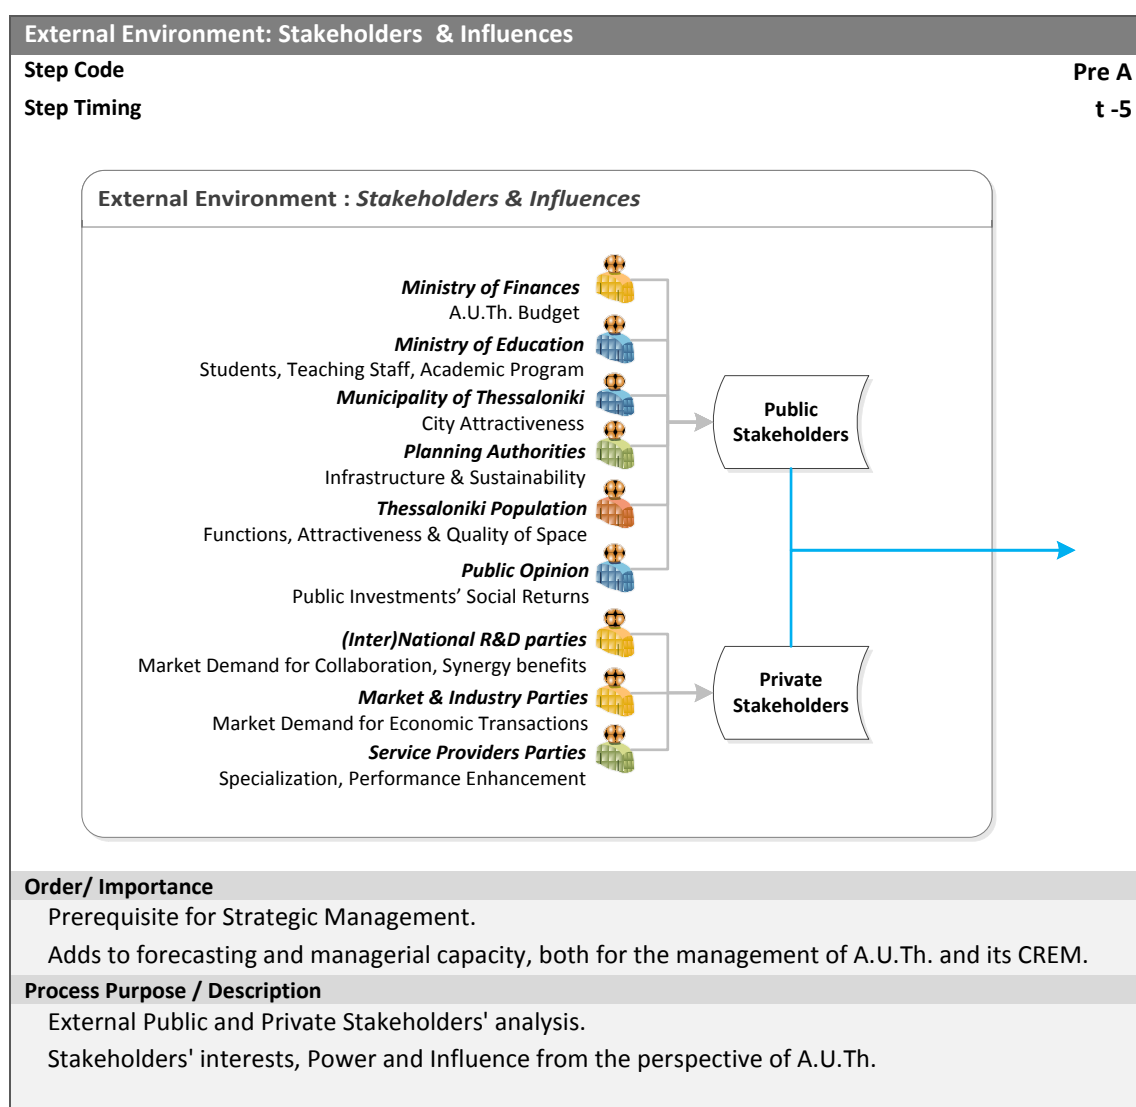 External Environment: Stakeholders & Influences
Step Code
Pre A
Step Timing
t -5
External Environment : Stakeholders & Influences
Ministry of Finances
A.U.Th. Budget
Ministry of Education
Students, Teaching Staff, Academic Program
Municipality of Thessaloniki
City Attractiveness
Planning Authorities
Infrastructure & Sustainability
Thessaloniki Population
Functions, Attractiveness & Quality of Space
Public Opinion
Public Investments’ Social Returns
(Inter)National R&D parties
Market Demand for Collaboration, Synergy benefits
Market & Industry Parties
Market Demand for Economic Transactions
Service Providers Parties
Specialization, Performance Enhancement
Public
Stakeholders
Private
Stakeholders
Order/ Importance
Prerequisite for Strategic Management.
Adds to forecasting and managerial capacity, both for the management of A.U.Th. and its CREM.
Process Purpose / Description
External Public and Private Stakeholders' analysis.
Stakeholders' interests, Power and Influence from the perspective of A.U.Th.